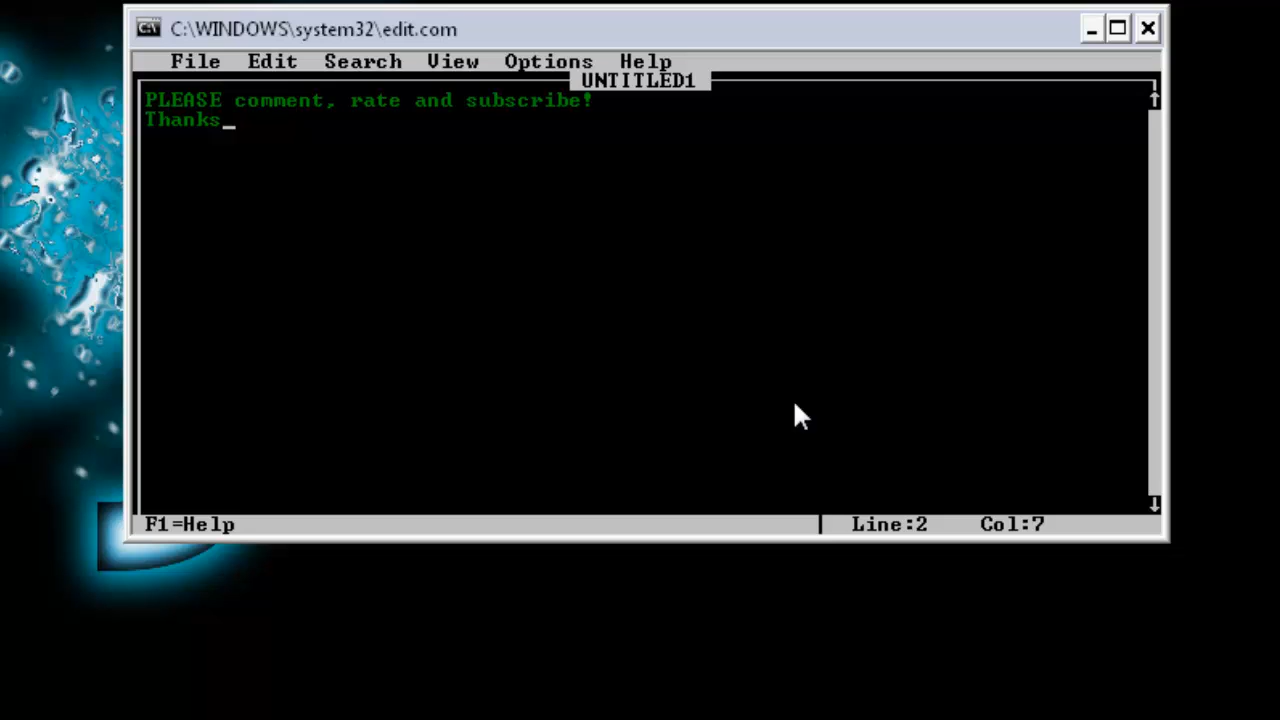 C:\WINDOWS\system32\edit.com
File Edit Search View Options Help
UNTITLED1
PLEASE comment, rate and subscribe!
Thanks_
F1=Help Line:2 Col:7